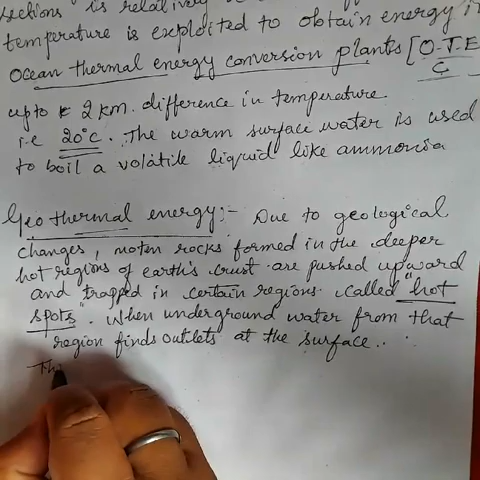 sections "is relatively
temperature is exploited to obtain energy in
Ocean thermal energy conversion plants [O-T-E
C
upto 2 km. difference in temperature
i.e 20°C. The warm surface water is used
to boil a volatile liquid like ammonia
Geothermal energy:- Due to geological
changes, moten rocks formed in the deeper
hot regions of earth's crust are pushed upward
and trapped in certain regions called "hot
spots". When underground water from that
region finds outlets at the surface..
Th